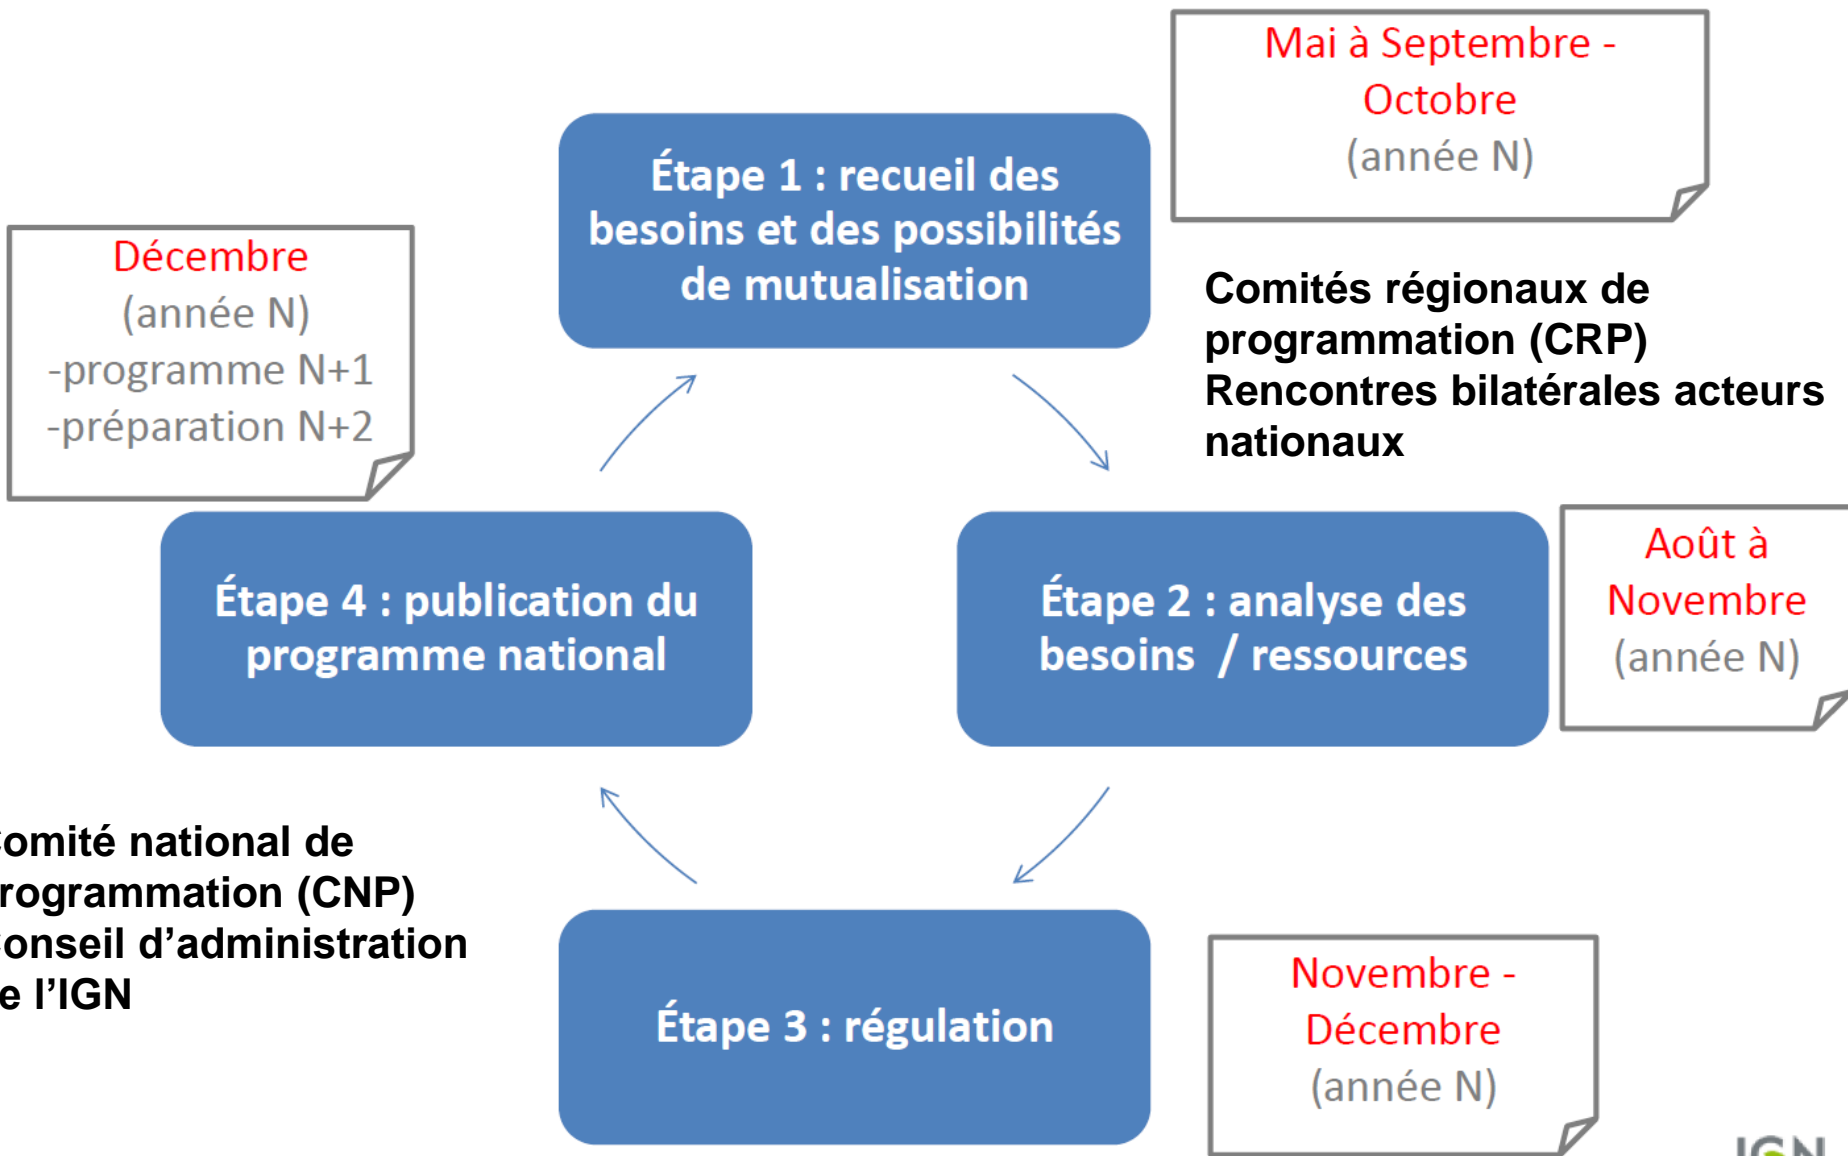 Mai à Septembre -
Octobre
(année N)
Étape 1 : recueil des
besoins et des possibilités
de mutualisation
Décembre
(année N)
-programme N+1
-préparation N+2
Comités régionaux de
programmation (CRP)
Rencontres bilatérales acteurs
nationaux
Étape 4 : publication du
programme national
Étape 2 : analyse des
besoins / ressources
Août à
Novembre
(année N)
omité national de
rogrammation (CNP)
onseil d’administration
e l’IGN
Étape 3 : régulation
Novembre -
Décembre
(année N)
IGN